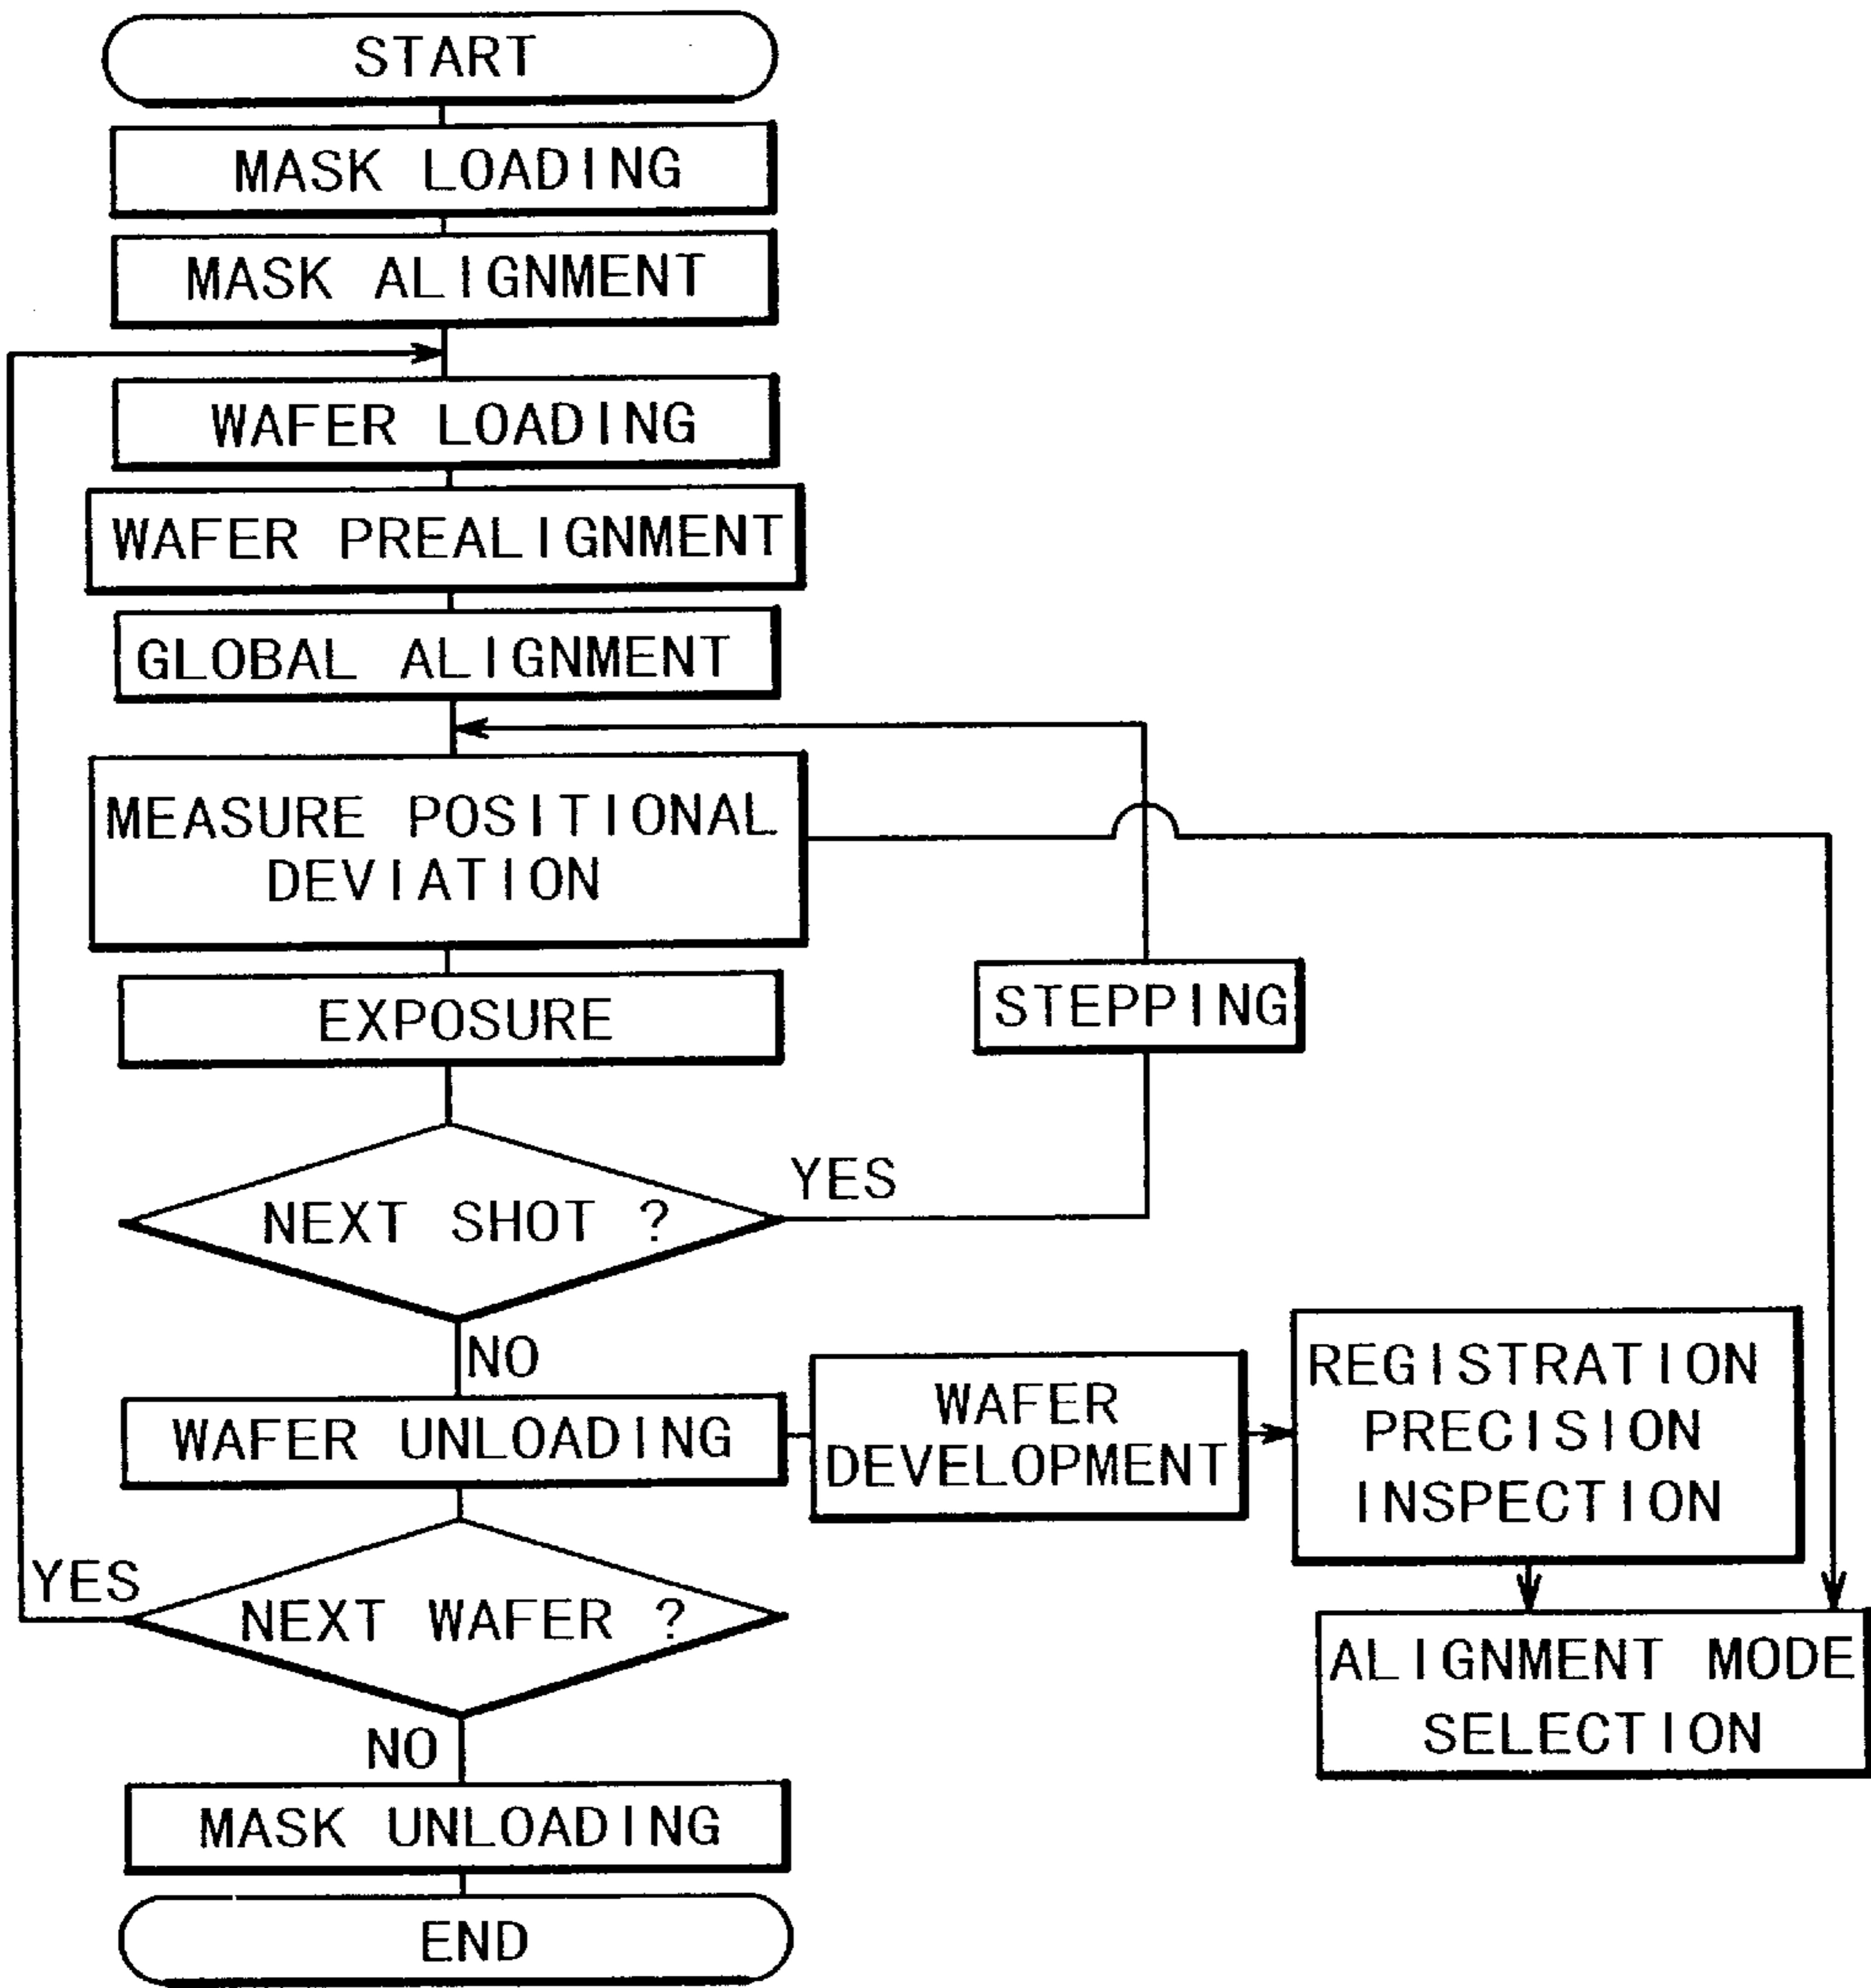 START
MASK LOADING
MASK ALIGNMENT
WAFER LOADING
WAFER PREALIGNMENT
GLOBAL ALIGNMENT
MEASURE POSITIONAL
DEVIATION
EXPOSURE
STEPPING
NEXT SHOT ?
YES
NO
WAFER UNLOADING
WAFER
DEVELOPMENT
REGISTRATION
PRECISION
INSPECTION
ALIGNMENT MODE
SELECTION
NEXT WAFER ?
YES
NO
MASK UNLOADING
END